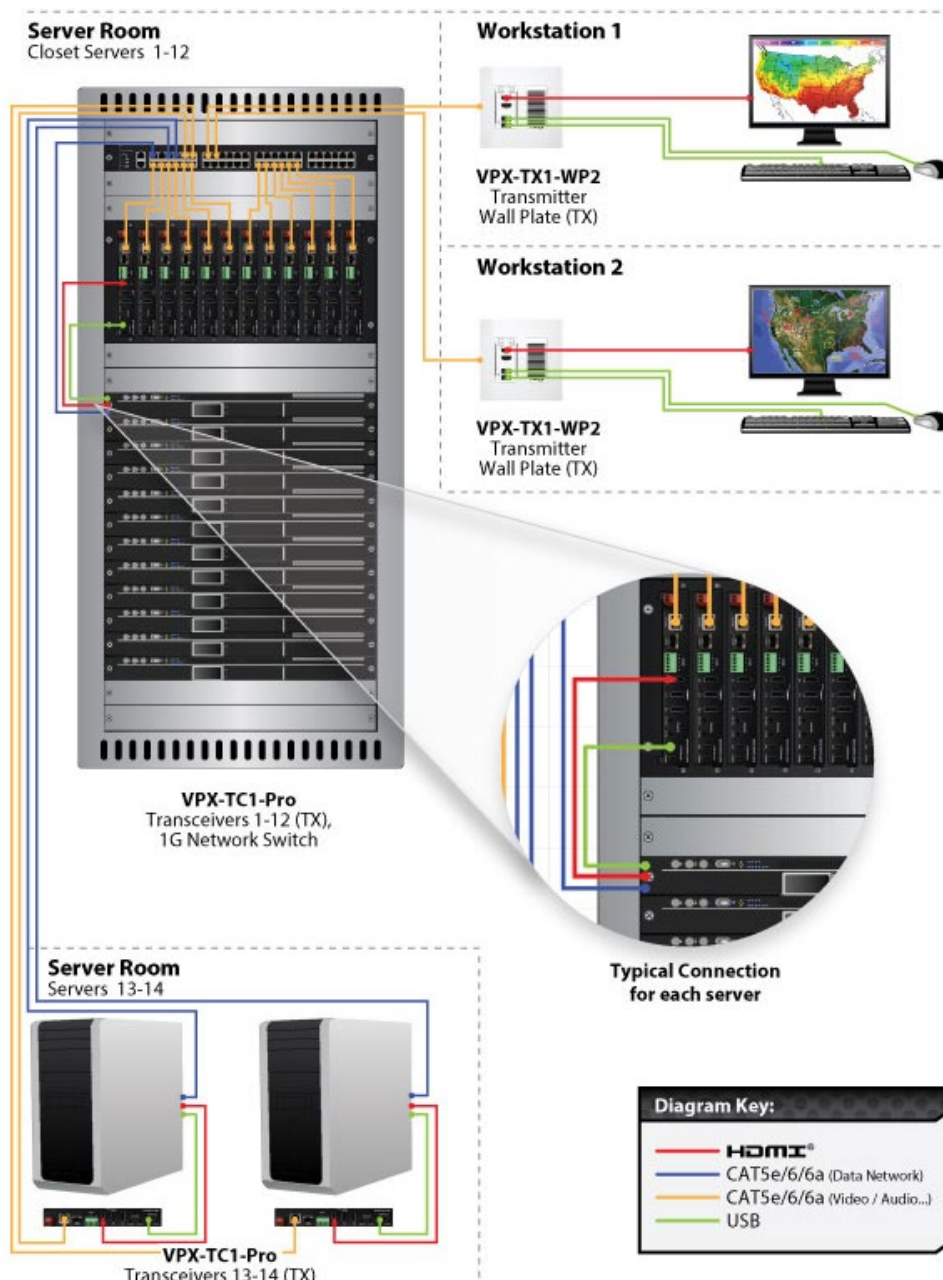 Server Room
Closet Servers 1-12
Workstation 1
VPX-TX1-WP2
Transmitter
Wall Plate (TX)
Workstation 2
VPX-TX1-WP2
Transmitter
Wall Plate (TX)
VPX-TC1-Pro
Transceivers 1-12 (TX),
1G Network Switch
Typical Connection
for each server
Server Room
Servers 13-14
VPX-TC1-Pro
Transceivers 13-14 (TX)
Diagram Key:
HDMI®
CAT5e/6/6a (Data Network)
CAT5e/6/6a (Video / Audio...)
USB